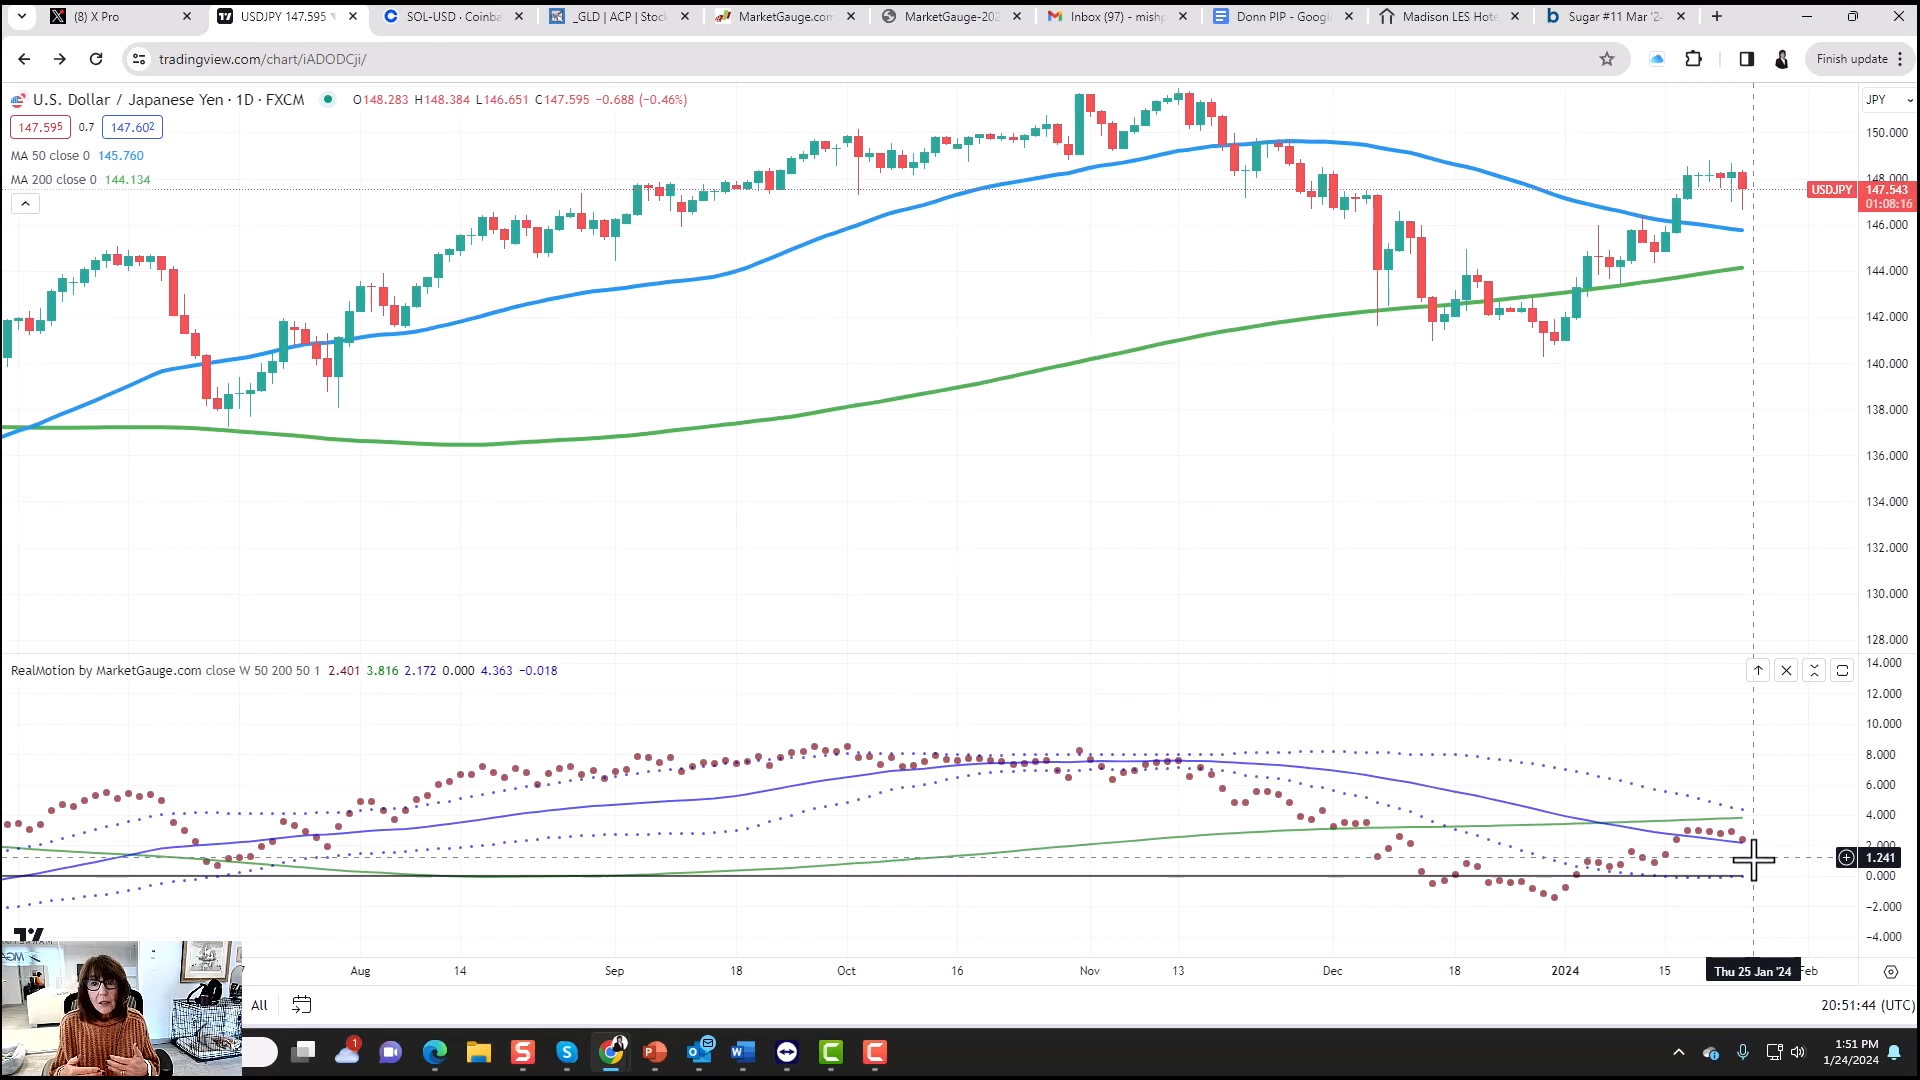 (8) X Pro
USDJPY 147.595
SOL-USD · Coinba
_GLD | ACP | Stoc
MarketGauge.com
MarketGauge-202
Inbox (97) - mish
Donn PIP - Googl
Madison LES Hote
Sugar #11 Mar '24
tradingview.com/chart/iADODCji/
Finish update
U.S. Dollar / Japanese Yen · 1D · FXCM O148.283 H148.384 L146.651 C147.595 −0.688 (−0.46%)
JPY
147.595 0.7 147.602
MA 50 close 0 145.760
MA 200 close 0 144.134
150.000
148.000
USDJPY 147.543
01:08:16
146.000
144.000
142.000
140.000
138.000
136.000
134.000
132.000
130.000
128.000
RealMotion by MarketGauge.com close W 50 200 50 1 2.401 3.816 2.172 0.000 4.363 −0.018
14.000
12.000
10.000
8.000
6.000
4.000
2.000
1.241
0.000
−2.000
−4.000
Aug 14 Sep 18 Oct 16 Nov 13 Dec 18 2024 15 Thu 25 Jan '24 Feb
All
20:51:44 (UTC)
1
1:51 PM
1/24/2024